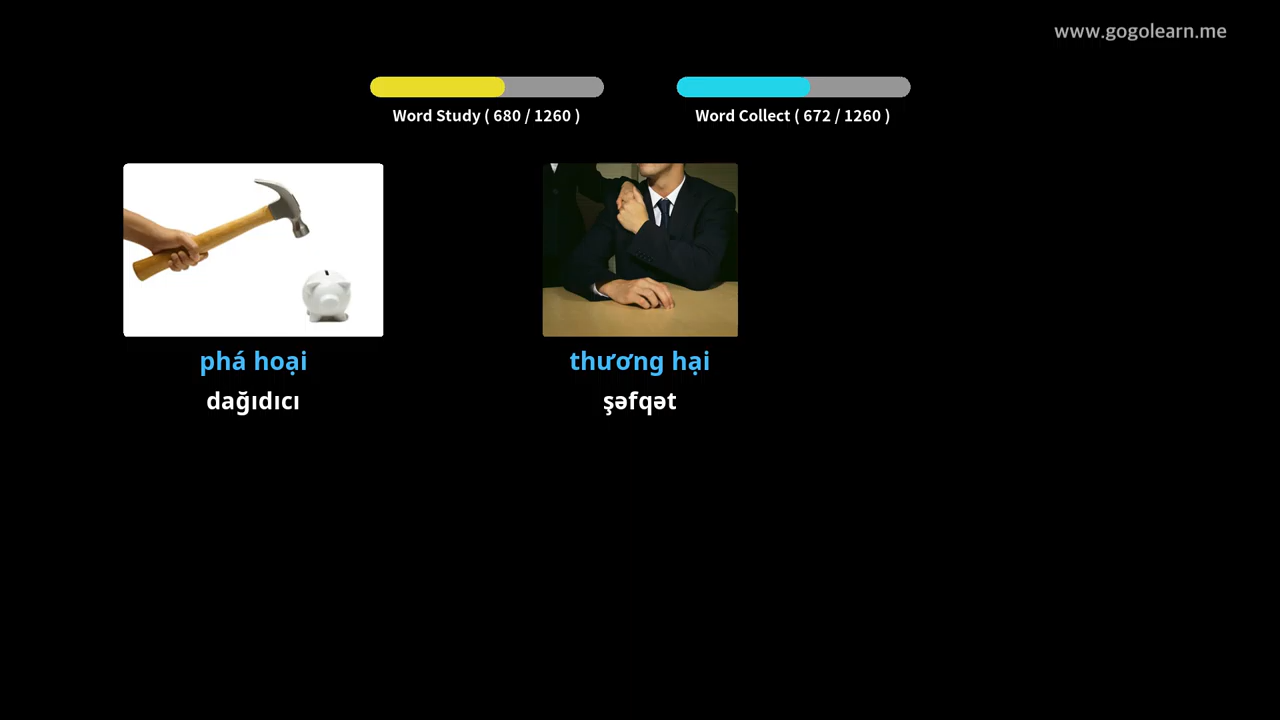 www.gogolearn.me
Word Study ( 680 / 1260 )
Word Collect ( 672 / 1260 )
phá hoại
dağıdıcı
thương hại
şəfqət